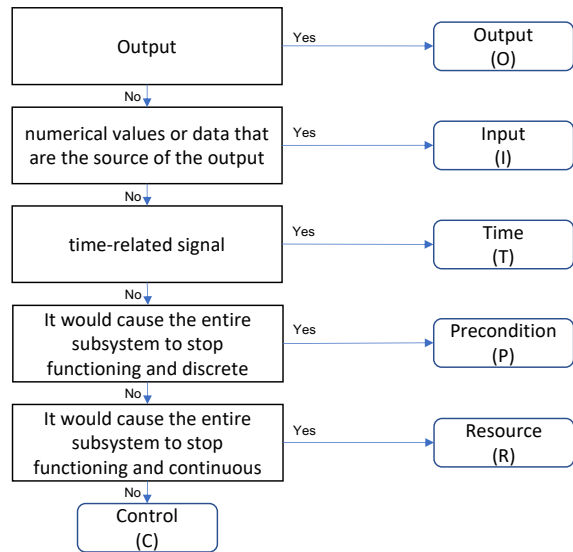 Output
Yes
Output
(O)
No
numerical values or data that
are the source of the output
Yes
Input
(I)
No
time-related signal
Yes
Time
(T)
No
It would cause the entire
subsystem to stop
functioning and discrete
Yes
Precondition
(P)
No
It would cause the entire
subsystem to stop
functioning and continuous
Yes
Resource
(R)
No
Control
(C)